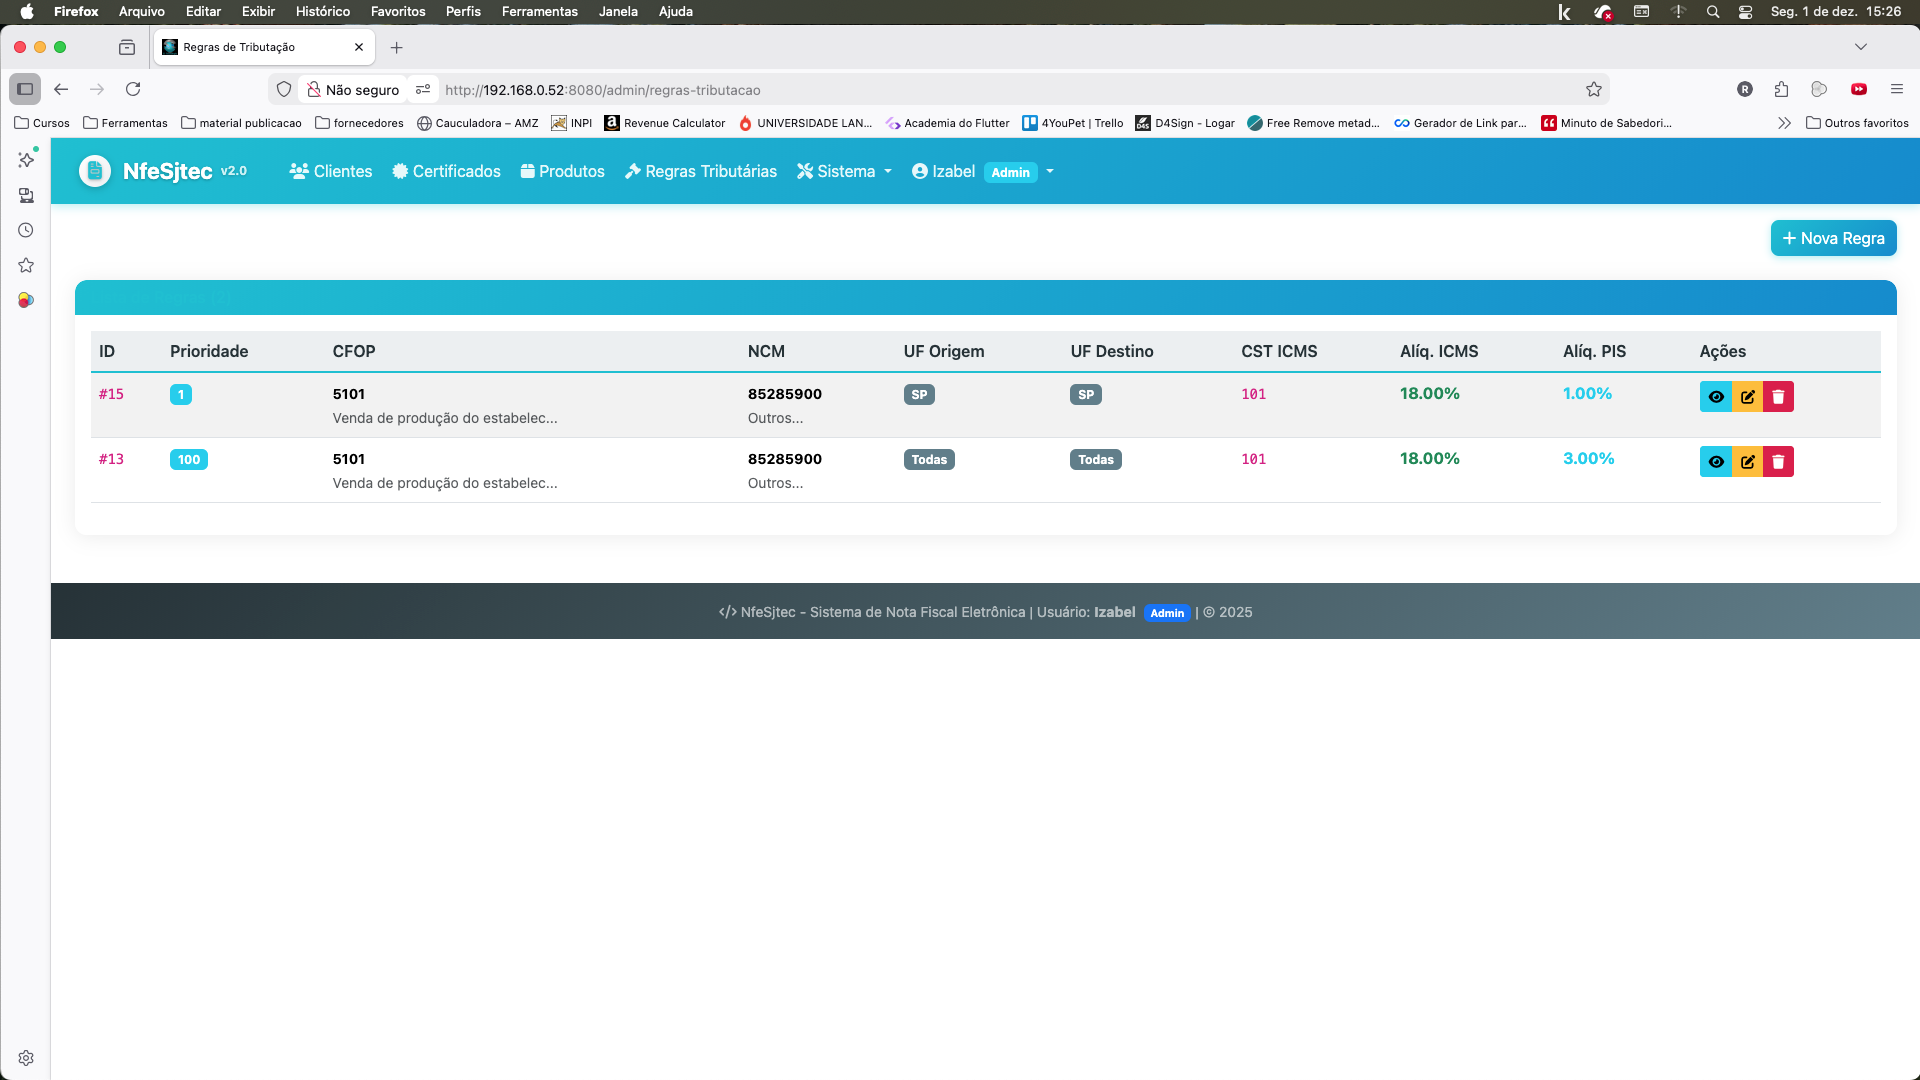 Firefox Arquivo Editar Exibir Histórico Favoritos Perfis Ferramentas Janela Ajuda Seg. 1 de dez. 15:26
Regras de Tributação
Não seguro http://192.168.0.52:8080/admin/regras-tributacao
Cursos Ferramentas material publicacao fornecedores Cauculadora – AMZ INPI Revenue Calculator UNIVERSIDADE LAN... Academia do Flutter 4YouPet | Trello D4Sign - Logar Free Remove metad... Gerador de Link par... Minuto de Sabedori... Outros favoritos
NfeSjtec v2.0 Clientes Certificados Produtos Regras Tributárias Sistema Izabel Admin
+ Nova Regra
ID Prioridade CFOP NCM UF Origem UF Destino CST ICMS Alíq. ICMS Alíq. PIS Ações
#15 1 5101 85285900 SP SP 101 18.00% 1.00%
Venda de produção do estabelec... Outros...
#13 100 5101 85285900 Todas Todas 101 18.00% 3.00%
Venda de produção do estabelec... Outros...
</> NfeSjtec - Sistema de Nota Fiscal Eletrônica | Usuário: Izabel Admin | © 2025